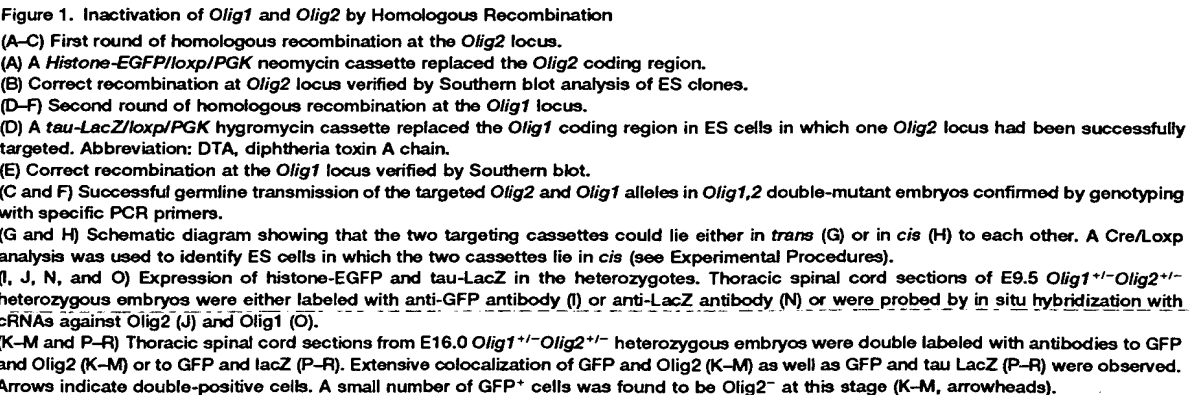 Figure 1. Inactivation of Olig1 and Olig2 by Homologous Recombination
(A–C) First round of homologous recombination at the Olig2 locus.
(A) A Histone-EGFP/loxp/PGK neomycin cassette replaced the Olig2 coding region.
(B) Correct recombination at Olig2 locus verified by Southern blot analysis of ES clones.
(D–F) Second round of homologous recombination at the Olig1 locus.
(D) A tau-LacZ/loxp/PGK hygromycin cassette replaced the Olig1 coding region in ES cells in which one Olig2 locus had been successfully
targeted. Abbreviation: DTA, diphtheria toxin A chain.
(E) Correct recombination at the Olig1 locus verified by Southern blot.
(C and F) Successful germline transmission of the targeted Olig2 and Olig1 alleles in Olig1,2 double-mutant embryos confirmed by genotyping
with specific PCR primers.
(G and H) Schematic diagram showing that the two targeting cassettes could lie either in trans (G) or in cis (H) to each other. A Cre/Loxp
analysis was used to identify ES cells in which the two cassettes lie in cis (see Experimental Procedures).
(I, J, N, and O) Expression of histone-EGFP and tau-LacZ in the heterozygotes. Thoracic spinal cord sections of E9.5 Olig1+/−Olig2+/−
heterozygous embryos were either labeled with anti-GFP antibody (I) or anti-LacZ antibody (N) or were probed by in situ hybridization with
cRNAs against Olig2 (J) and Olig1 (O).
(K–M and P–R) Thoracic spinal cord sections from E16.0 Olig1+/−Olig2+/− heterozygous embryos were double labeled with antibodies to GFP
and Olig2 (K–M) or to GFP and lacZ (P–R). Extensive colocalization of GFP and Olig2 (K–M) as well as GFP and tau LacZ (P–R) were observed.
Arrows indicate double-positive cells. A small number of GFP+ cells was found to be Olig2− at this stage (K–M, arrowheads).